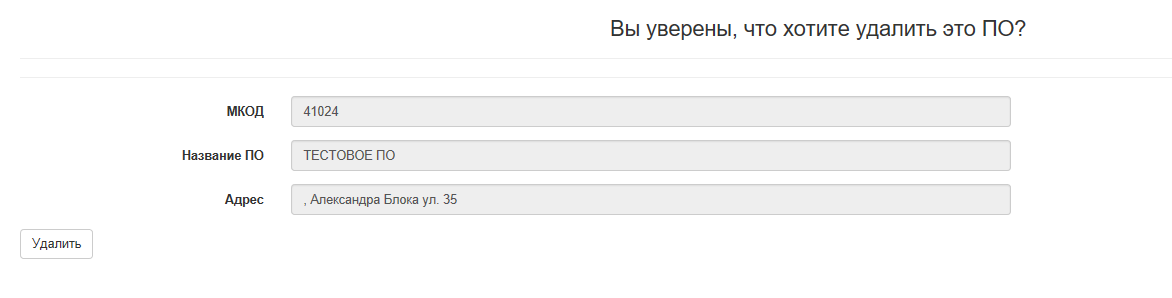 Вы уверены, что хотите удалить это ПО?
МКОД 41024
Название ПО ТЕСТОВОЕ ПО
Адрес , Александра Блока ул. 35
Удалить